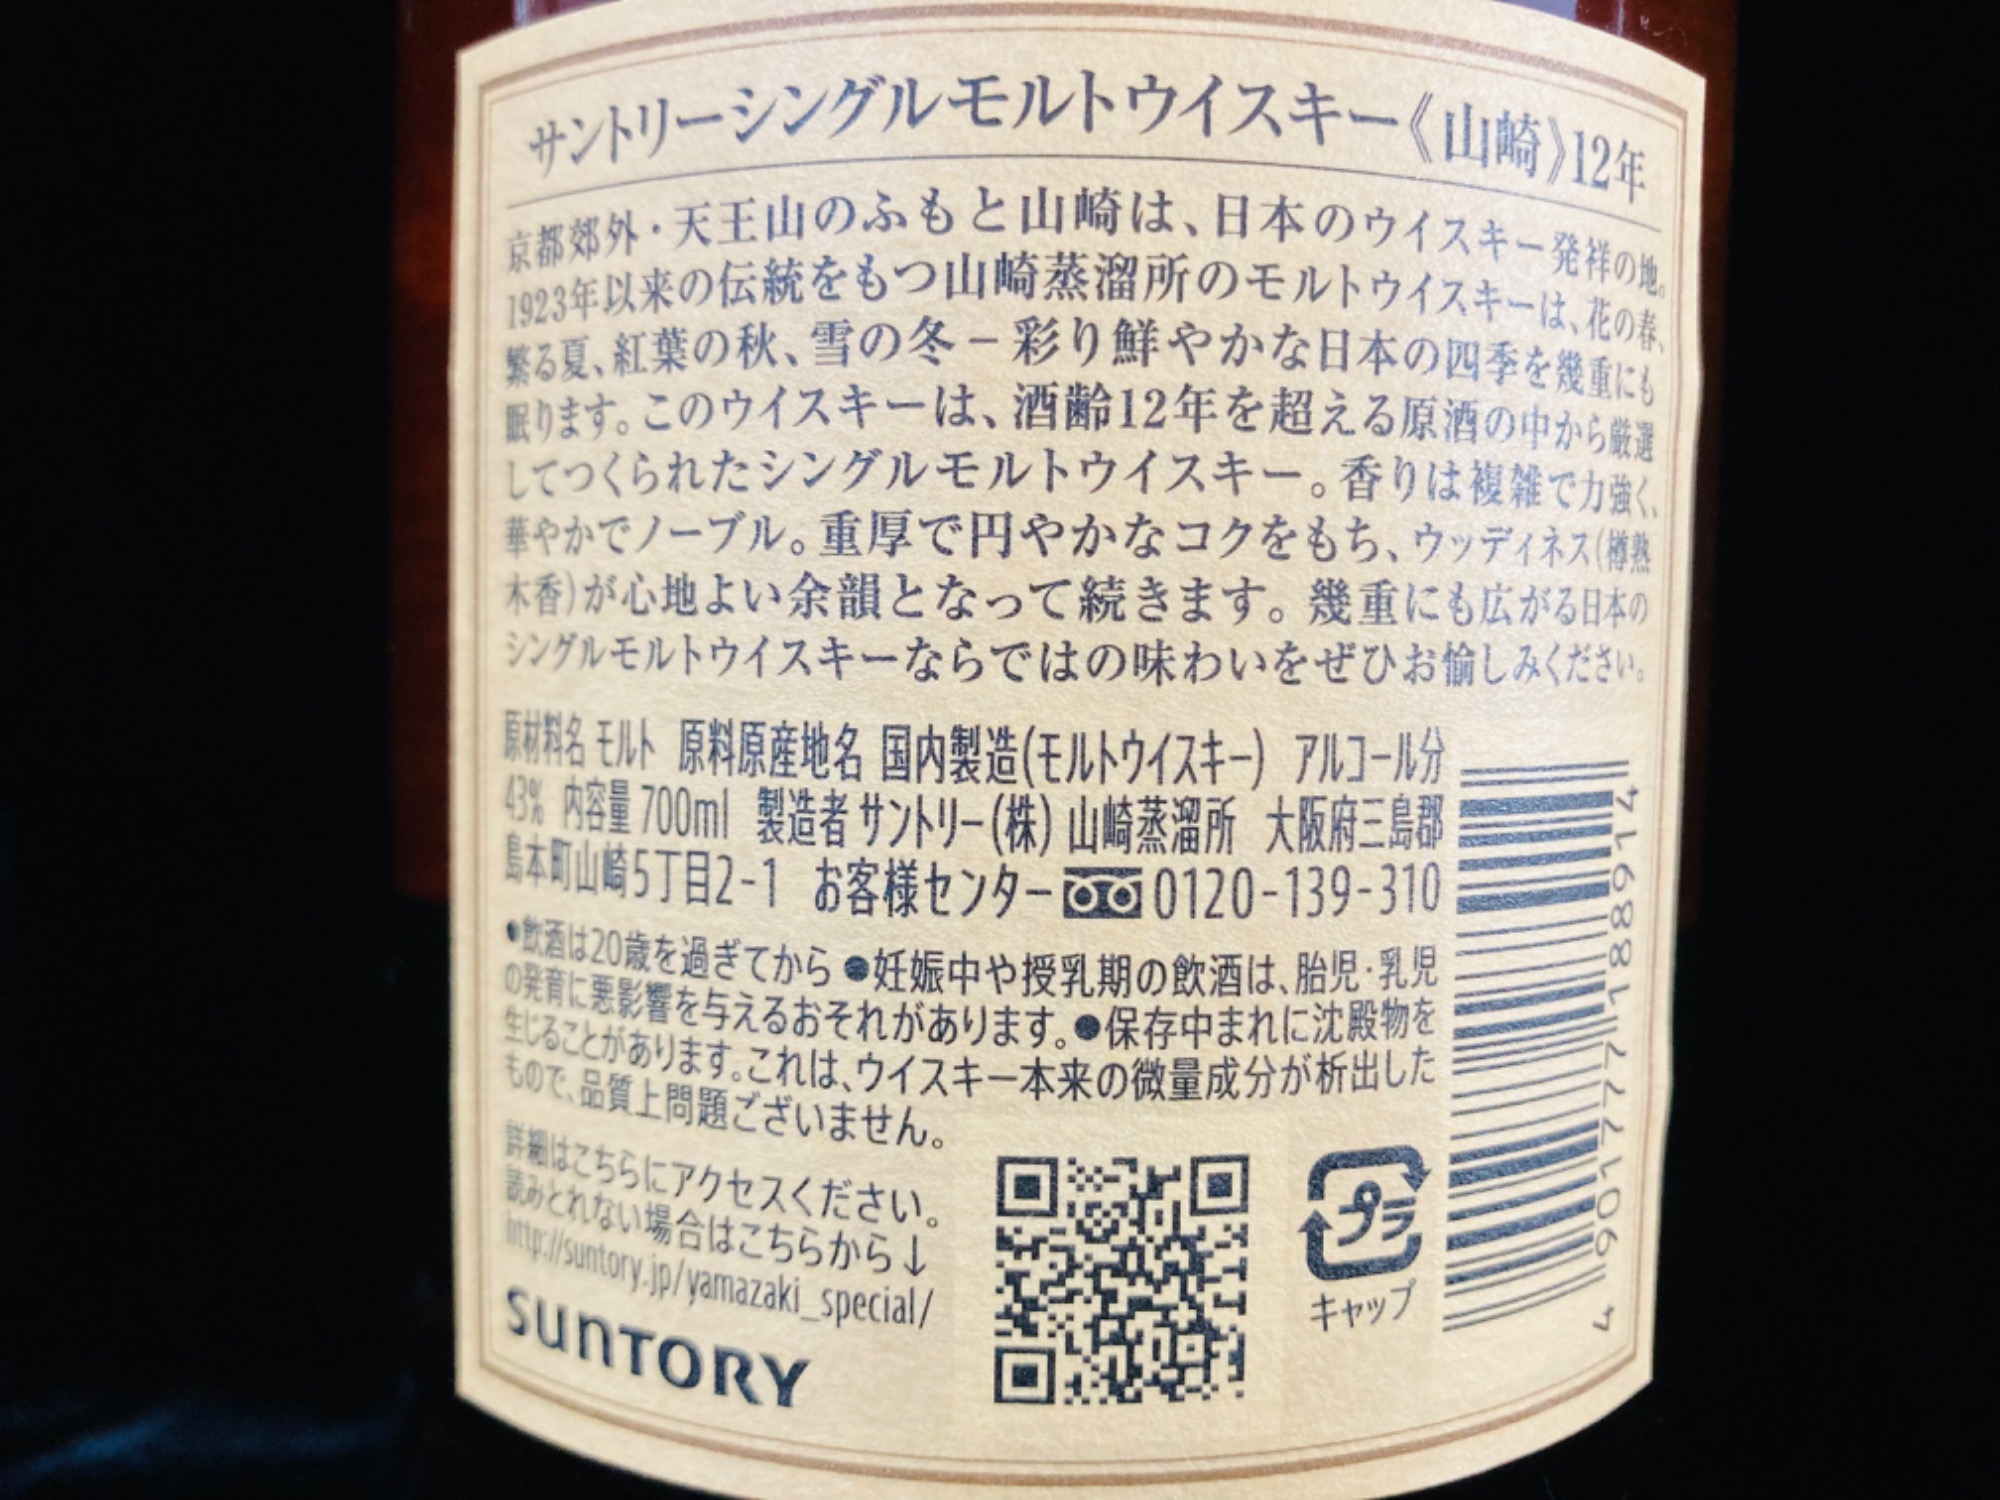 サントリーシングルモルトウイスキー《山崎》12年
京都郊外・天王山のふもと山崎は、日本のウイスキー発祥の地。
1923年以来の伝統をもつ山崎蒸溜所のモルトウイスキーは、花の春、
繁る夏、紅葉の秋、雪の冬－彩り鮮やかな日本の四季を幾重にも
眠ります。このウイスキーは、酒齢12年を超える原酒の中から厳選
してつくられたシングルモルトウイスキー。香りは複雑で力強く、
華やかでノーブル。重厚で円やかなコクをもち、ウッディネス(樽熟
木香)が心地よい余韻となって続きます。幾重にも広がる日本の
シングルモルトウイスキーならではの味わいをぜひお愉しみください。
原材料名 モルト 原料原産地名 国内製造(モルトウイスキー) アルコール分
43% 内容量 700ml 製造者 サントリー(株) 山崎蒸溜所 大阪府三島郡
島本町山崎5丁目2-1 お客様センター 0120-139-310
●飲酒は20歳を過ぎてから ●妊娠中や授乳期の飲酒は、胎児・乳児
の発育に悪影響を与えるおそれがあります。●保存中まれに沈殿物を
生じることがあります。これは、ウイスキー本来の微量成分が析出した
もので、品質上問題ございません。
詳細はこちらにアクセスください。
読みとれない場合はこちらから↓
http://suntory.jp/yamazaki_special/
SUNTORY
プラ
キャップ
4 901777 188914